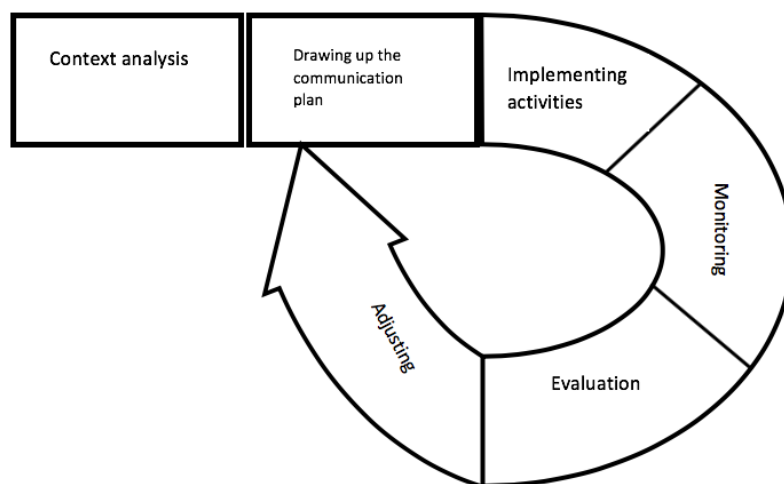 Context analysis
Drawing up the
communication
plan
Implementing
activities
Monitoring
Evaluation
Adjusting